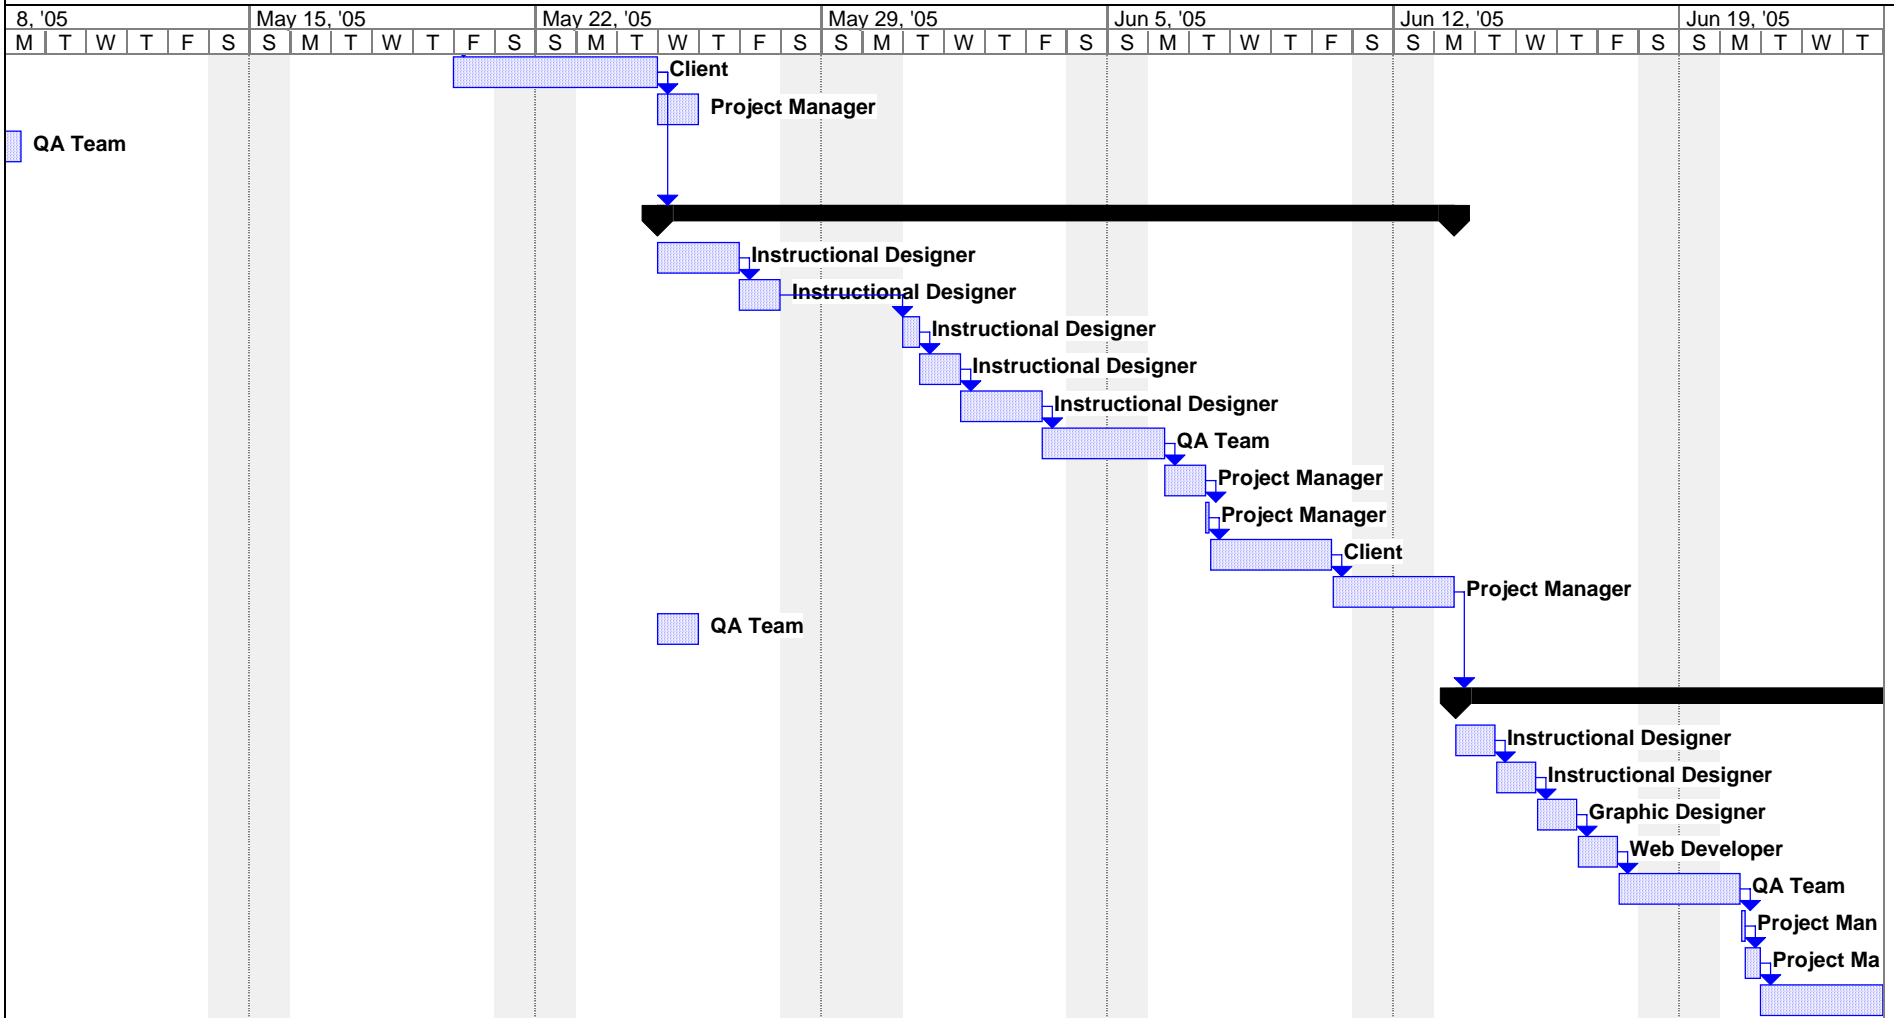 8, '05 May 15, '05 May 22, '05 May 29, '05 Jun 5, '05 Jun 12, '05 Jun 19, '05
M T W T F S S M T W T F S S M T W T F S S M T W T F S S M T W T F S S M T W T F S S M T W T
Client
Project Manager
QA Team
Instructional Designer
Instructional Designer
Instructional Designer
Instructional Designer
Instructional Designer
QA Team
Project Manager
Project Manager
Client
Project Manager
QA Team
Instructional Designer
Instructional Designer
Graphic Designer
Web Developer
QA Team
Project Man
Project Ma